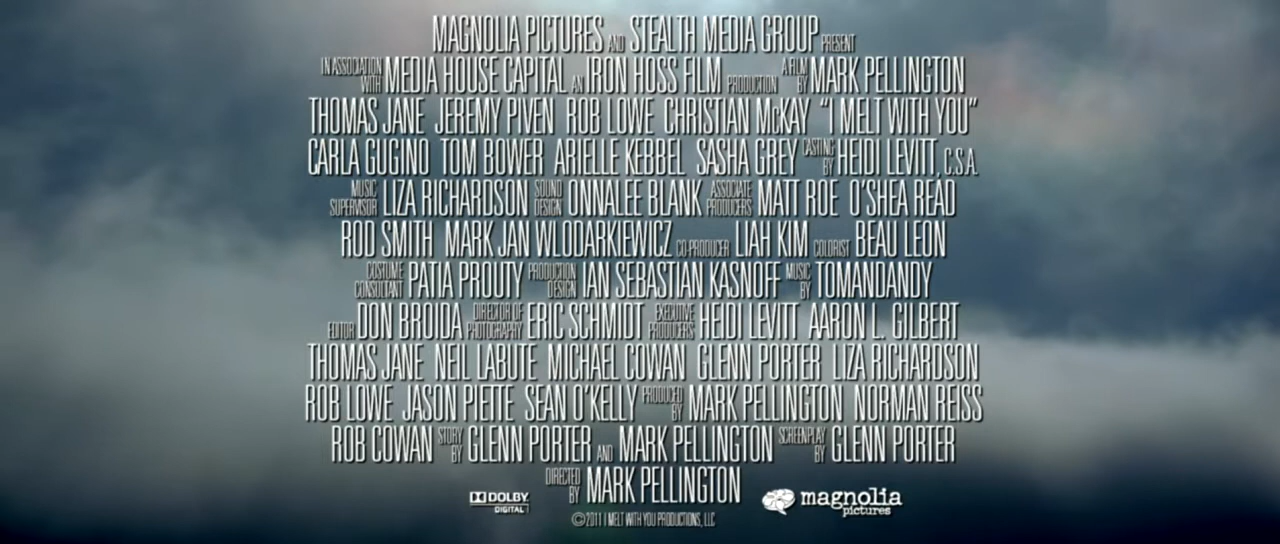 MAGNOLIA PICTURES AND STEALTH MEDIA GROUP PRESENT
IN ASSOCIATION WITH MEDIA HOUSE CAPITAL AN IRON HOSS FILM PRODUCTION A FILM BY MARK PELLINGTON
THOMAS JANE JEREMY PIVEN ROB LOWE CHRISTIAN McKAY "I MELT WITH YOU"
CARLA GUGINO TOM BOWER ARIELLE KEBBEL SASHA GREY CASTING BY HEIDI LEVITT, C.S.A.
MUSIC SUPERVISOR LIZA RICHARDSON SOUND DESIGN ONNALEE BLANK ASSOCIATE PRODUCERS MATT ROE O'SHEA READ
ROD SMITH MARK JAN WLODARKIEWICZ CO-PRODUCER LIAH KIM COLORIST BEAU LEON
COSTUME CONSULTANT PATIA PROUTY PRODUCTION DESIGN IAN SEBASTIAN KASNOFF MUSIC BY TOMANDANDY
EDITOR DON BROIDA DIRECTOR OF PHOTOGRAPHY ERIC SCHMIDT EXECUTIVE PRODUCERS HEIDI LEVITT AARON L. GILBERT
THOMAS JANE NEIL LABUTE MICHAEL COWAN GLENN PORTER LIZA RICHARDSON
ROB LOWE JASON PIETTE SEAN O'KELLY PRODUCED BY MARK PELLINGTON NORMAN REISS
ROB COWAN STORY BY GLENN PORTER AND MARK PELLINGTON SCREENPLAY BY GLENN PORTER
DIRECTED BY MARK PELLINGTON
DOLBY DIGITAL
magnolia pictures
©2011 I MELT WITH YOU PRODUCTIONS, LLC